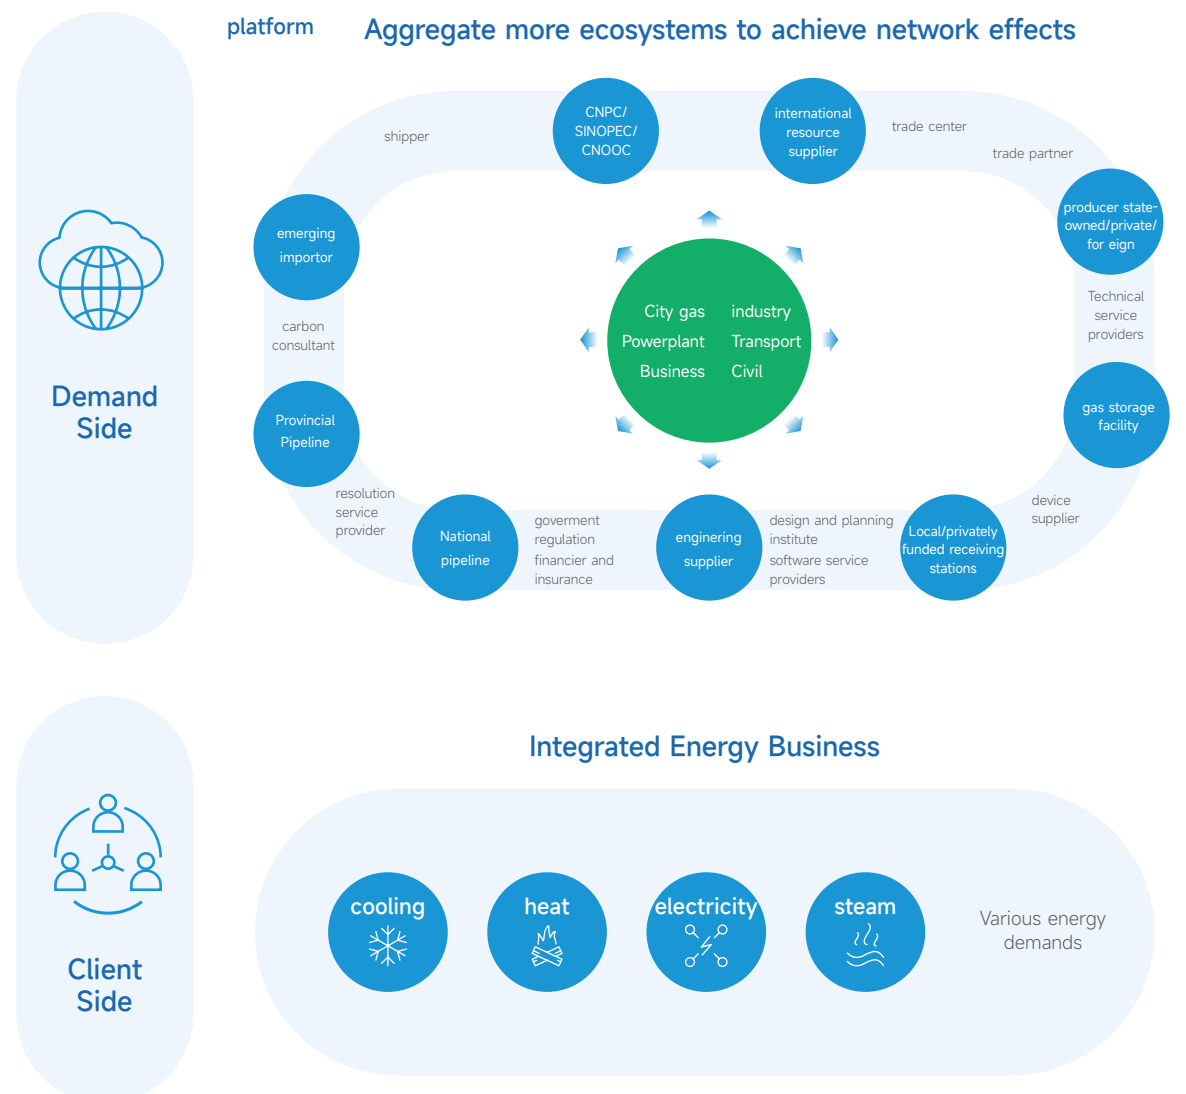 platform
Aggregate more ecosystems to achieve network effects
Demand
Side
shipper
CNPC/
SINOPEC/
CNOOC
international
resource
supplier
trade center
trade partner
producer state-
owned/private/
for eign
emerging
importor
carbon
consultant
Technical
service
providers
City gas
Powerplant
Business
industry
Transport
Civil
Provincial
Pipeline
gas storage
facility
resolution
service
provider
National
pipeline
goverment
regulation
financier and
insurance
enginering
supplier
design and planning
institute
software service
providers
Local/privately
funded receiving
stations
device
supplier
Client
Side
Integrated Energy Business
cooling
heat
electricity
steam
Various energy
demands